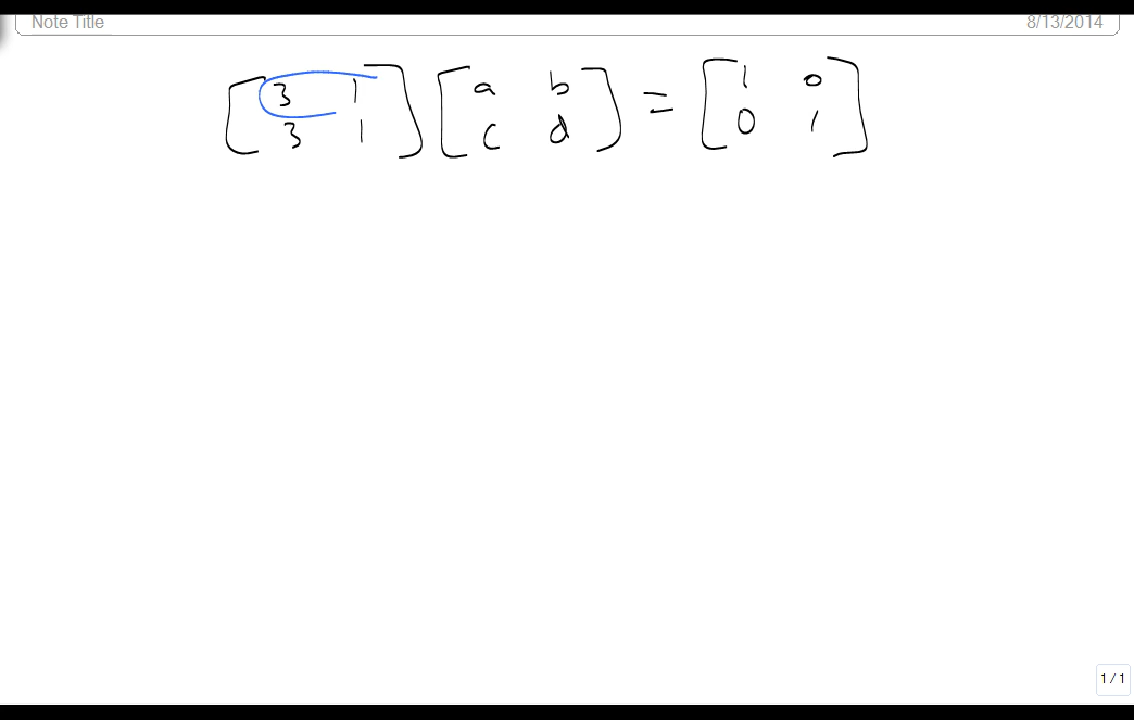 Note Title 8/13/2014
[3 1] [a b] = [1 0]
[3 1] [c d] [0 1]
1/1